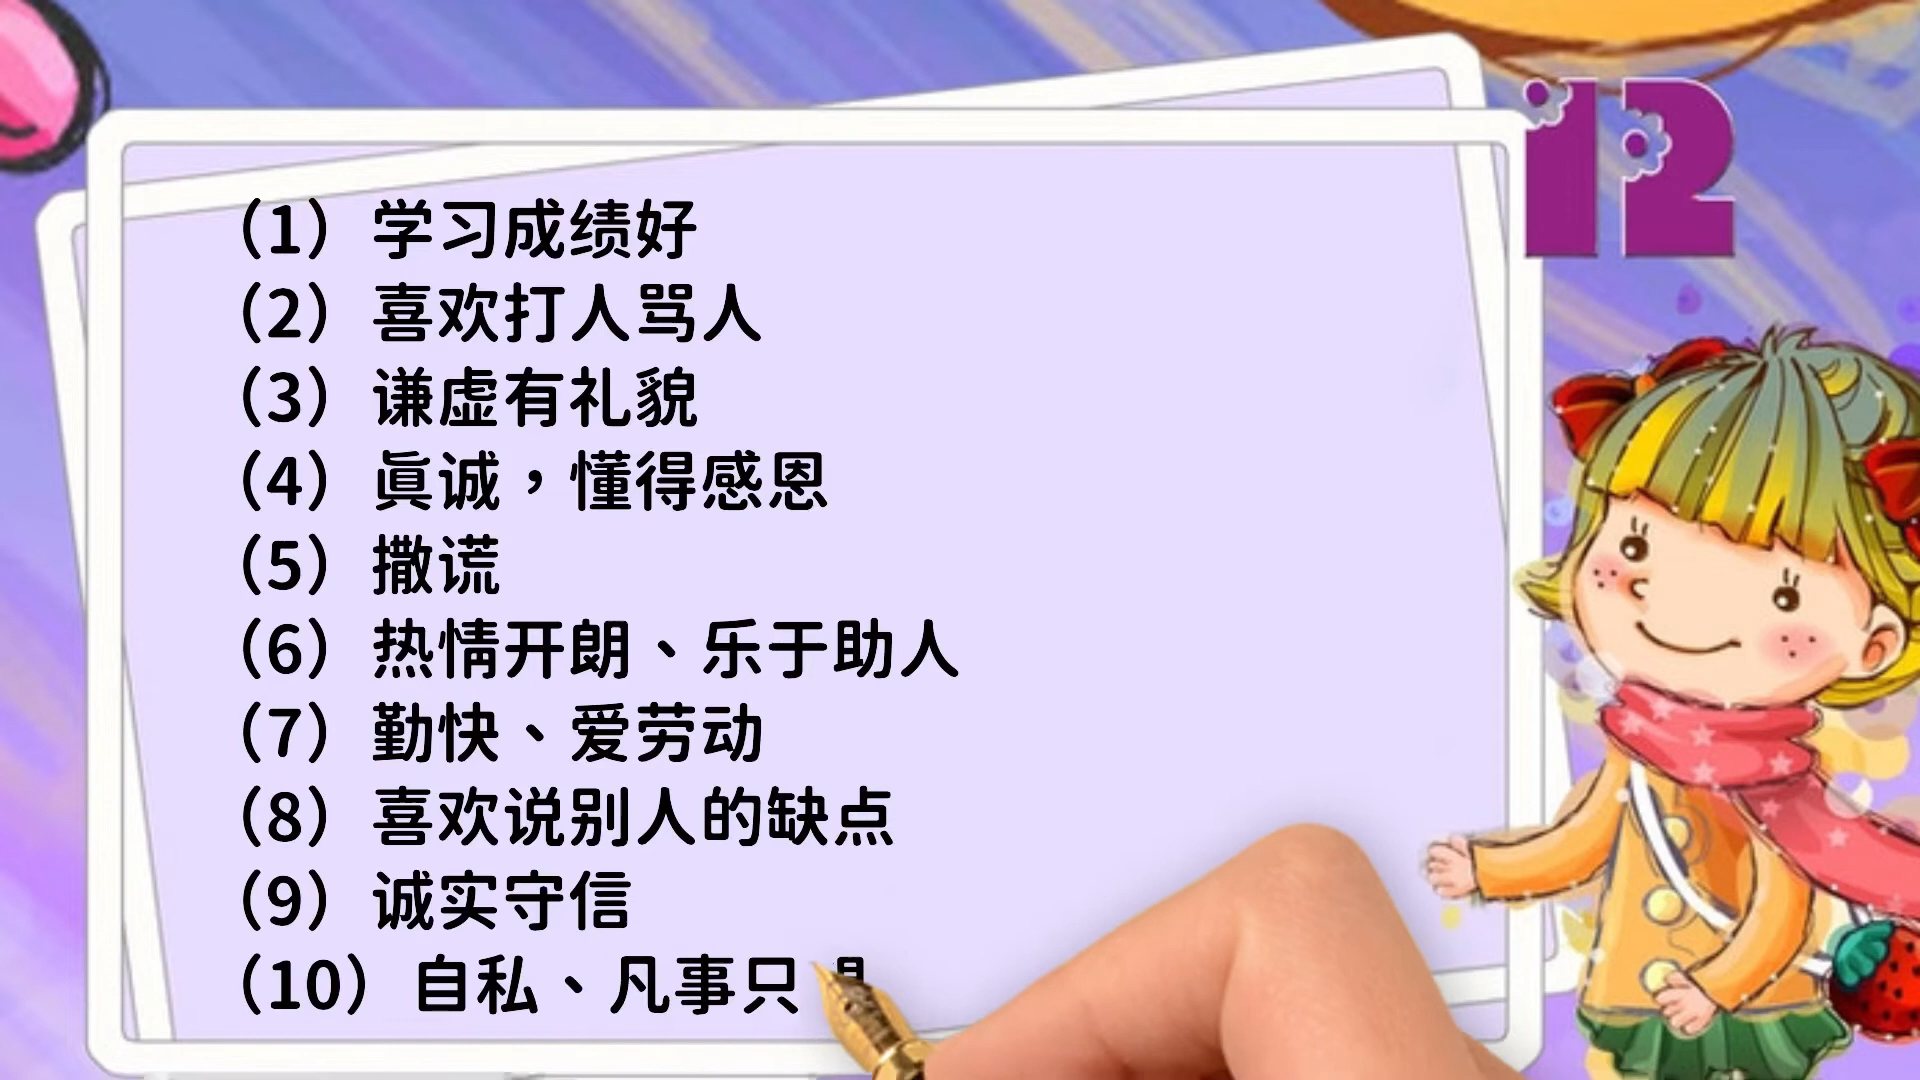 12
（1）学习成绩好
（2）喜欢打人骂人
（3）谦虚有礼貌
（4）真诚，懂得感恩
（5）撒谎
（6）热情开朗、乐于助人
（7）勤快、爱劳动
（8）喜欢说别人的缺点
（9）诚实守信
（10）自私、凡事只